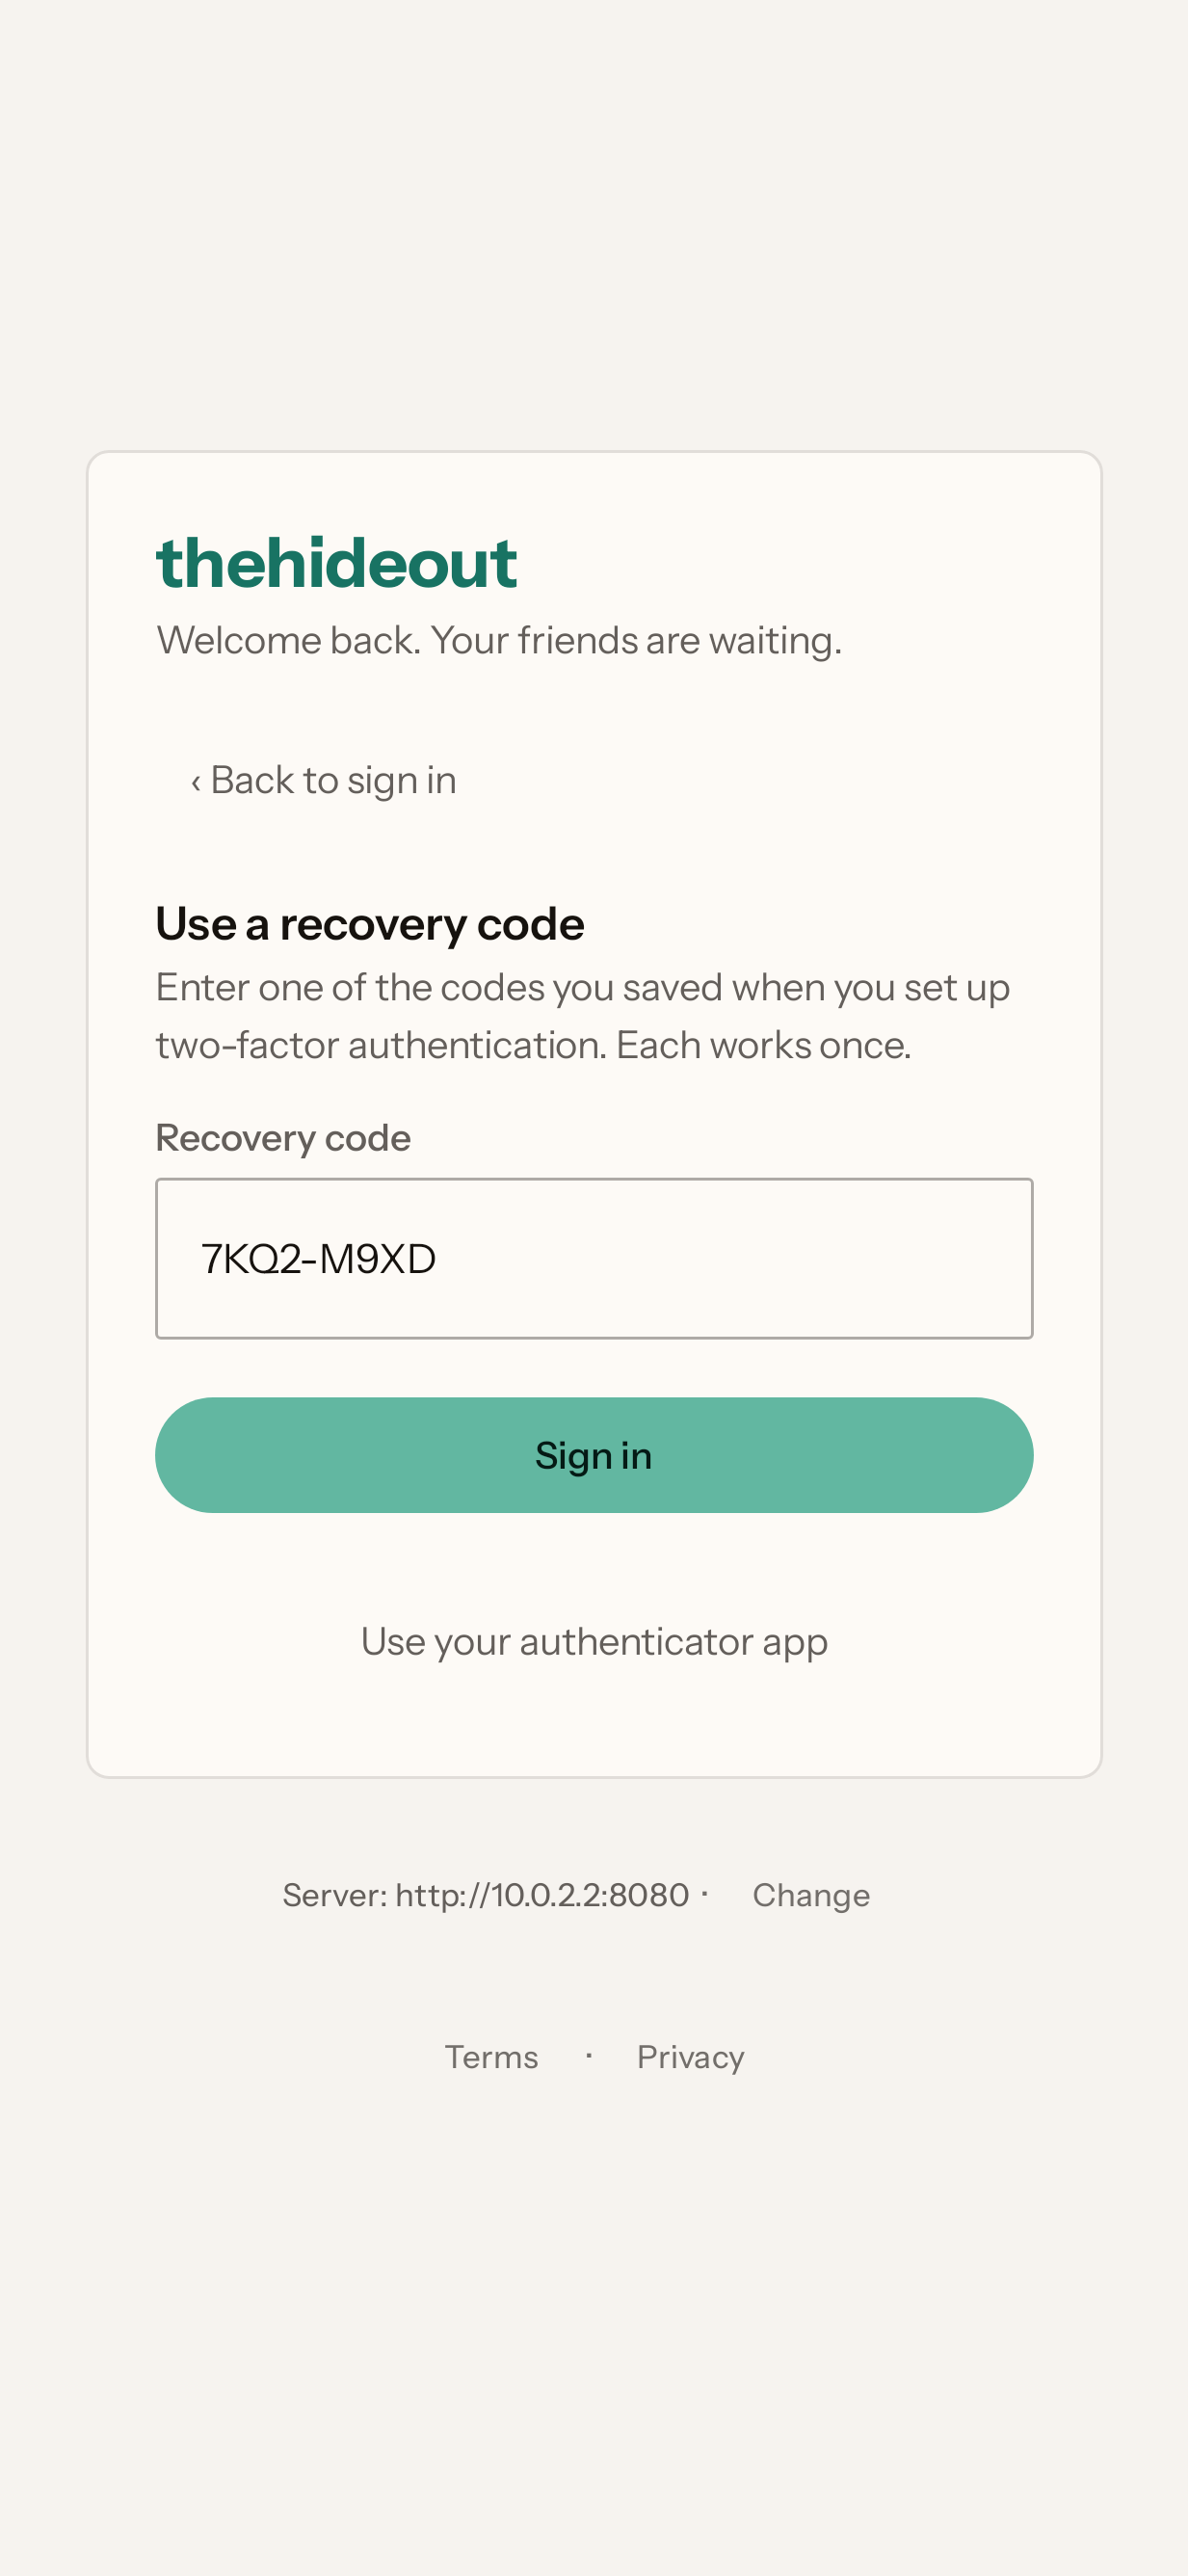 thehideout
Welcome back. Your friends are waiting.
‹ Back to sign in
Use a recovery code
Enter one of the codes you saved when you set up
two-factor authentication. Each works once.
Recovery code
7KQ2-M9XD
Sign in
Use your authenticator app
Server: http://10.0.2.2:8080 · Change
Terms · Privacy